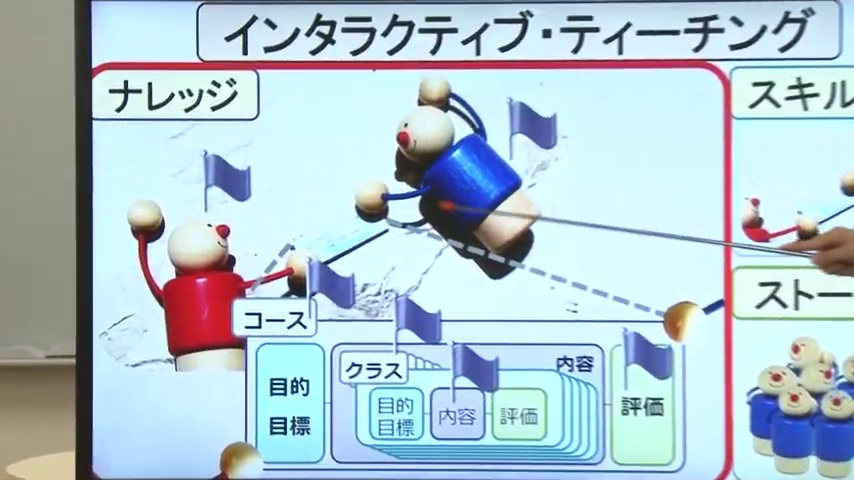 インタラクティブ・ティーチング
ナレッジ
スキル
コース
目的
目標
クラス
内容
目的
目標
内容
評価
評価
ストー